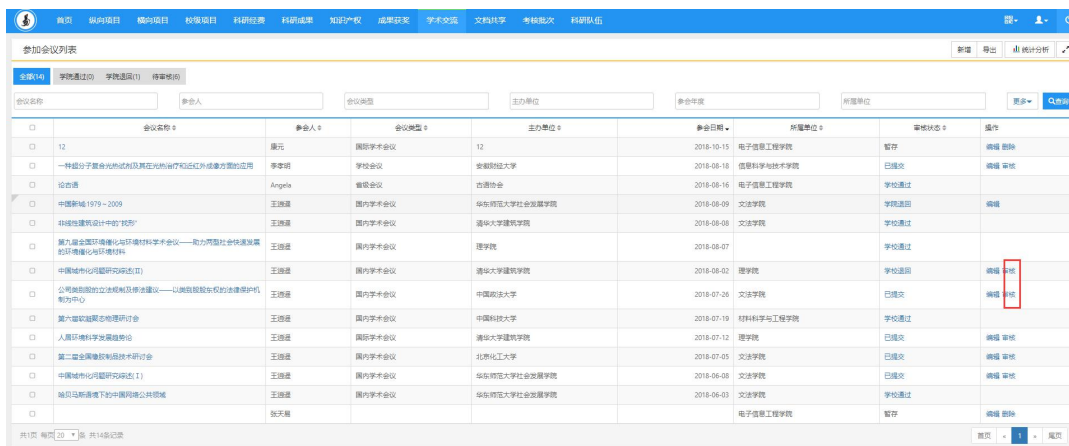 首页 纵向项目 横向项目 校级项目 科研经费 科研成果 知识产权 成果获奖 学术交流 文档共享 考核批次 科研队伍
参加会议列表 新增 导出 统计分析
全部(14) 学院通过(0) 学院退回(1) 待审核(6)
会议名称 参会人 会议类型 主办单位 参会年度 所属单位 更多 查询
会议名称 参会人 会议类型 主办单位 参会日期 所属单位 审核状态 操作
12 康元 国际学术会议 12 2018-10-15 电子信息工程学院 暂存 编辑 删除
一种超分子复合光热试剂及其在光热治疗和近红外成像方面的应用 李孝明 学校会议 安徽财经大学 2018-08-18 信息科学与技术学院 已提交 编辑 审核
论古语 Angela 省级会议 古语协会 2018-08-16 电子信息工程学院 学校通过
中国新城:1979~2009 王逍遥 国内学术会议 华东师范大学社会发展学院 2018-08-09 文法学院 学院退回 编辑
非线性建筑设计中的"找形" 王逍遥 国内学术会议 清华大学建筑学院 2018-08-08 文法学院 学校通过
第九届全国环境催化与环境材料学术会议——助力两型社会快速发展
的环境催化与环境材料 王逍遥 国内学术会议 理学院 2018-08-07 学校通过
中国城市化问题研究综述(II) 王逍遥 国内学术会议 清华大学建筑学院 2018-08-02 理学院 学校退回 编辑 审核
公司类别股的立法规制及修法建议——以类别股股东权的法律保护机
制为中心 王逍遥 国内学术会议 中国政法大学 2018-07-26 文法学院 已提交 编辑 审核
第六届软凝聚态物理研讨会 王逍遥 国内学术会议 中国科技大学 2018-07-19 材料科学与工程学院 学校通过
人居环境科学发展趋势论 王逍遥 国际学术会议 清华大学建筑学院 2018-07-12 理学院 已提交 编辑 审核
第二届全国橡胶制品技术研讨会 王逍遥 国内学术会议 北京化工大学 2018-07-05 文法学院 已提交 编辑 审核
中国城市化问题研究综述(I) 王逍遥 国内学术会议 华东师范大学社会发展学院 2018-06-08 文法学院 已提交 编辑 审核
哈贝马斯语境下的中国网络公共领域 王逍遥 国内学术会议 华东师范大学社会发展学院 2018-06-03 文法学院 学校通过
张天易 电子信息工程学院 暂存 编辑 删除
共1页 每页 20 条 共14条记录 首页 « 1 » 尾页